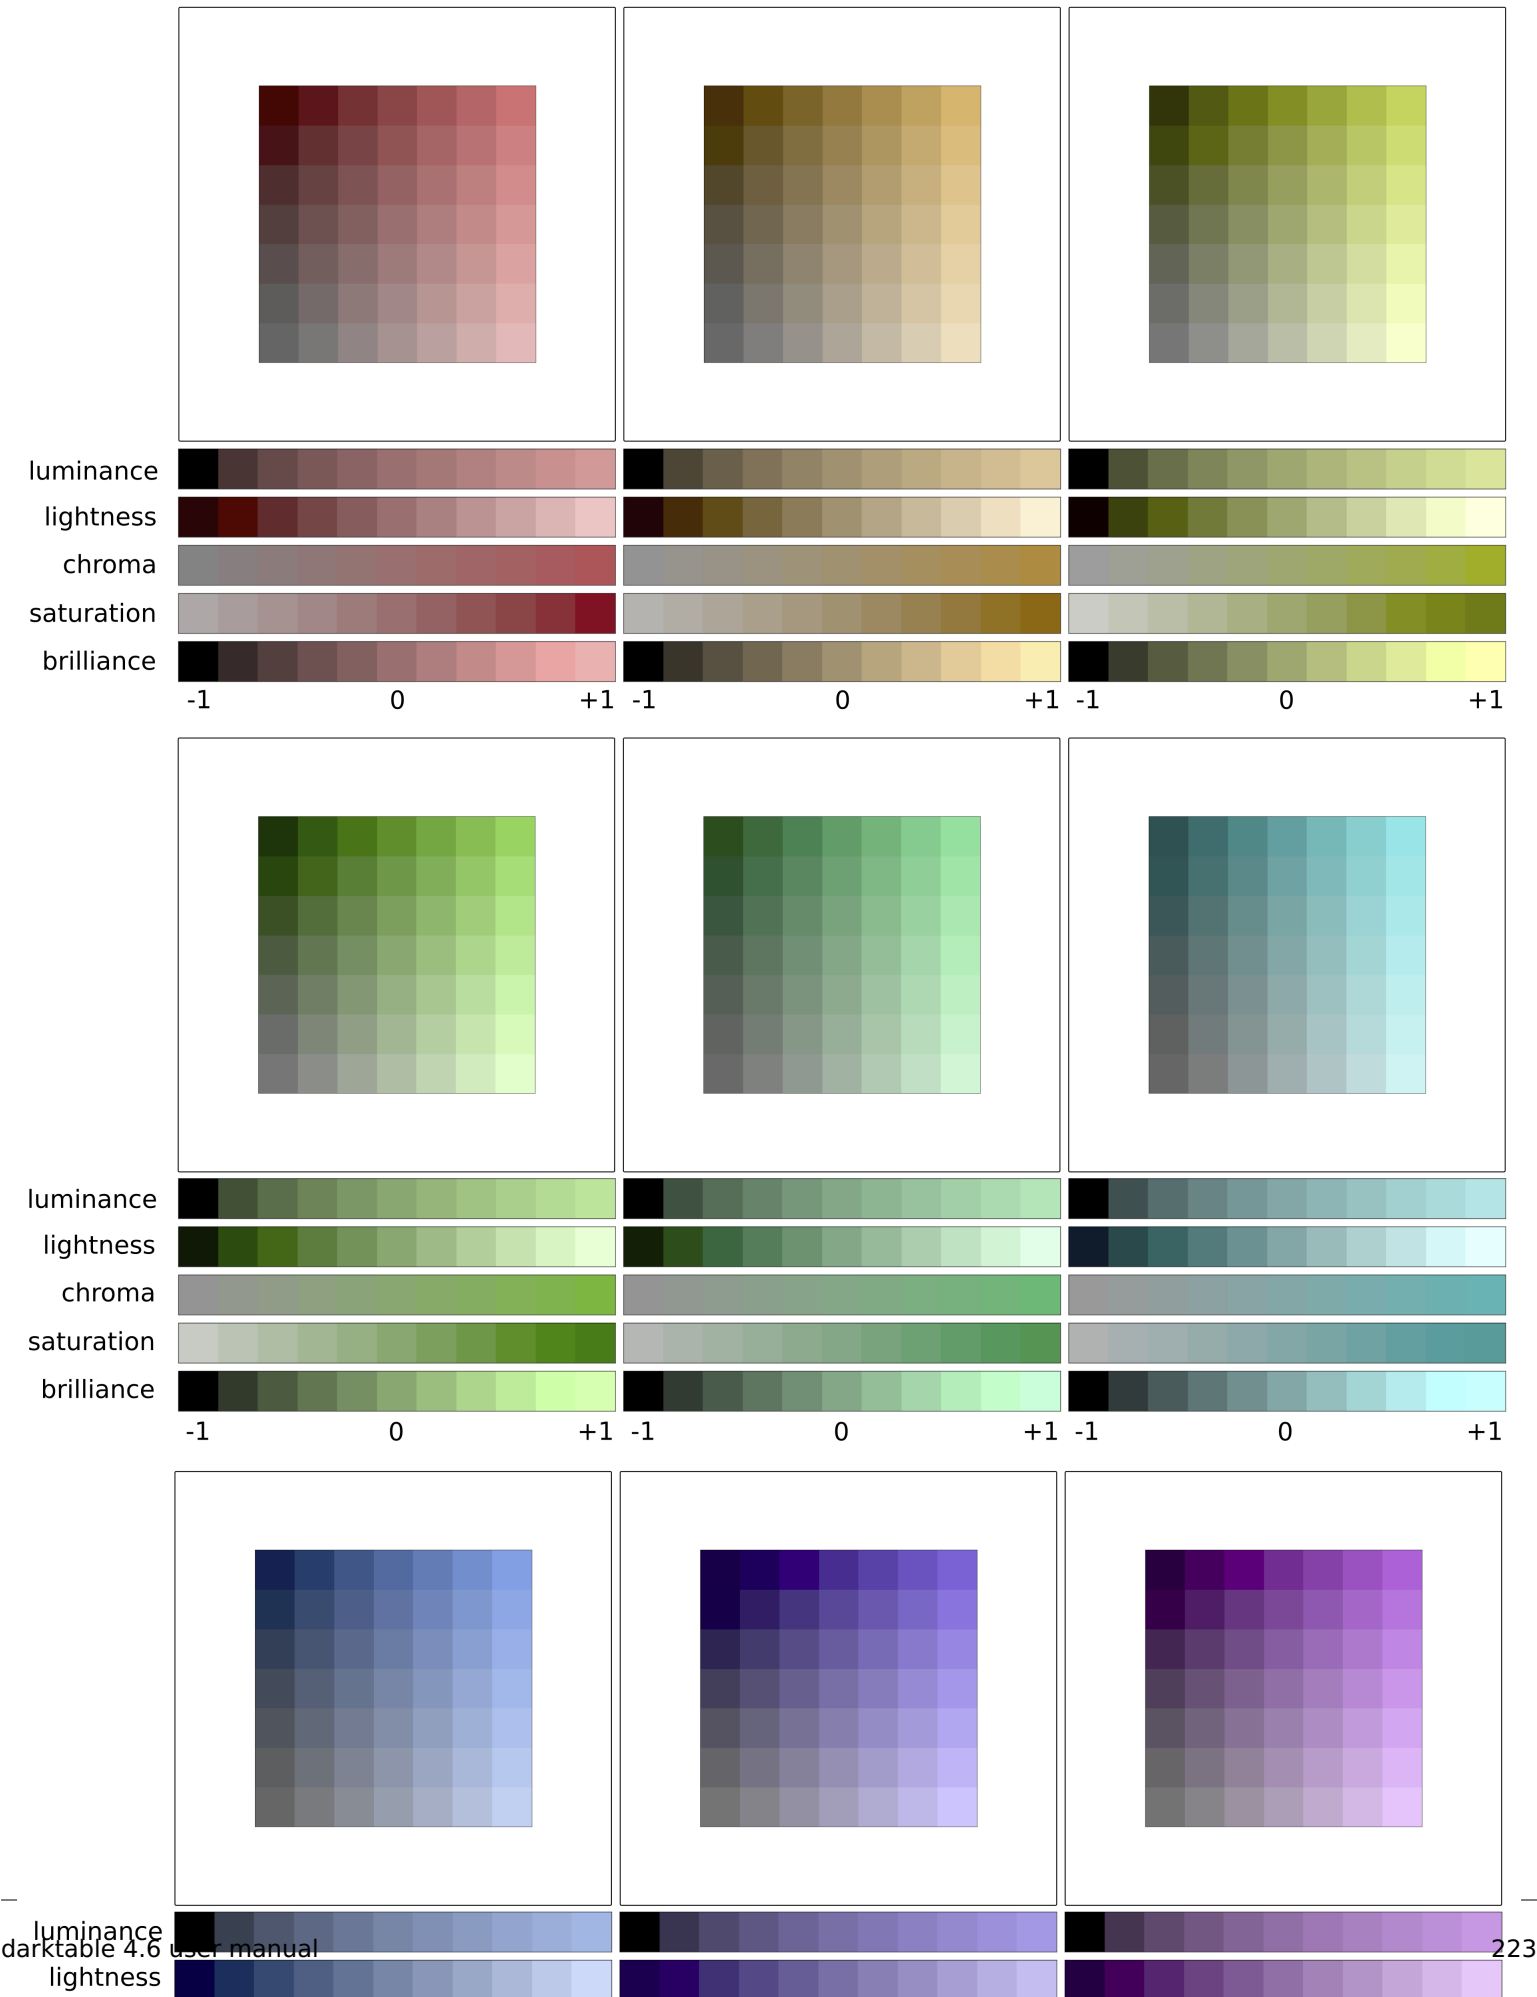 luminance
lightness
chroma
saturation
brilliance
-1 0 +1 -1 0 +1 -1 0 +1
luminance
lightness
chroma
saturation
brilliance
-1 0 +1 -1 0 +1 -1 0 +1
luminance
darktable 4.6 user manual 223
lightness